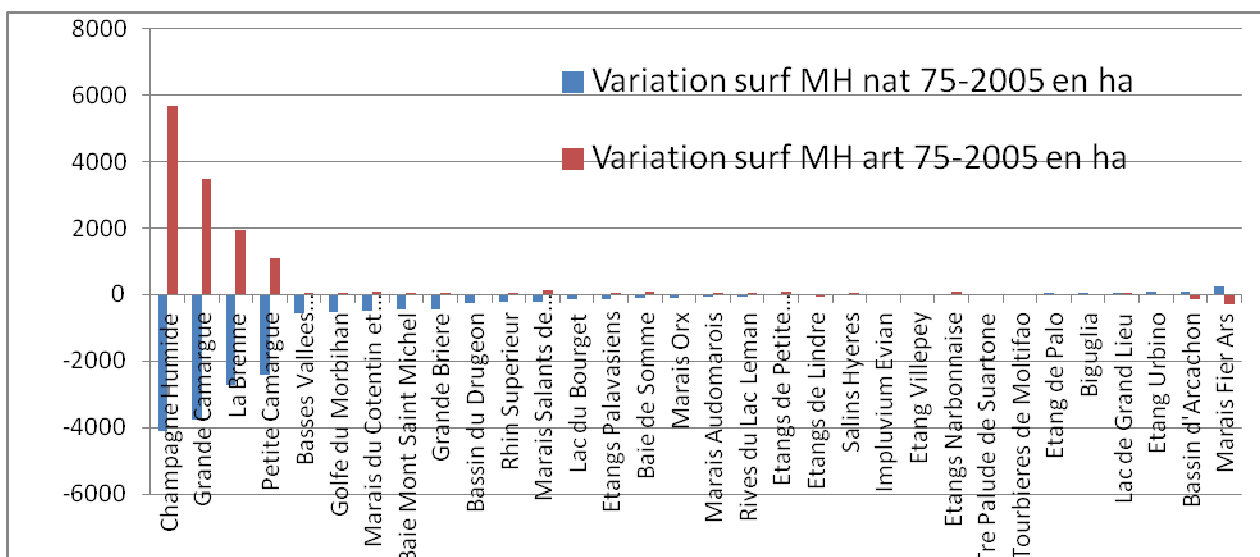 8000
6000
4000
2000
0
-2000
-4000
-6000
Variation surf MH nat 75-2005 en ha
Variation surf MH art 75-2005 en ha
Champagne Humide
Grande Camargue
La Brenne
Petite Camargue
Basses Vallees...
Golfe du Morbihan
Marais du Cotentin et...
Baie Mont Saint Michel
Grande Briere
Bassin du Drugeon
Rhin Superieur
Marais Salants de...
Lac du Bourget
Etangs Palavasiens
Baie de Somme
Marais Orx
Marais Audomarois
Rives du Lac Leman
Etangs de Petite...
Etangs de Lindre
Salins Hyeres
Impluvium Evian
Etang Villepey
Etangs Narbonnaise
Tre Palude de Suartone
Tourbieres de Moltifao
Etang de Palo
Biguglia
Lac de Grand Lieu
Etang Urbino
Bassin d'Arcachon
Marais Fier Ars